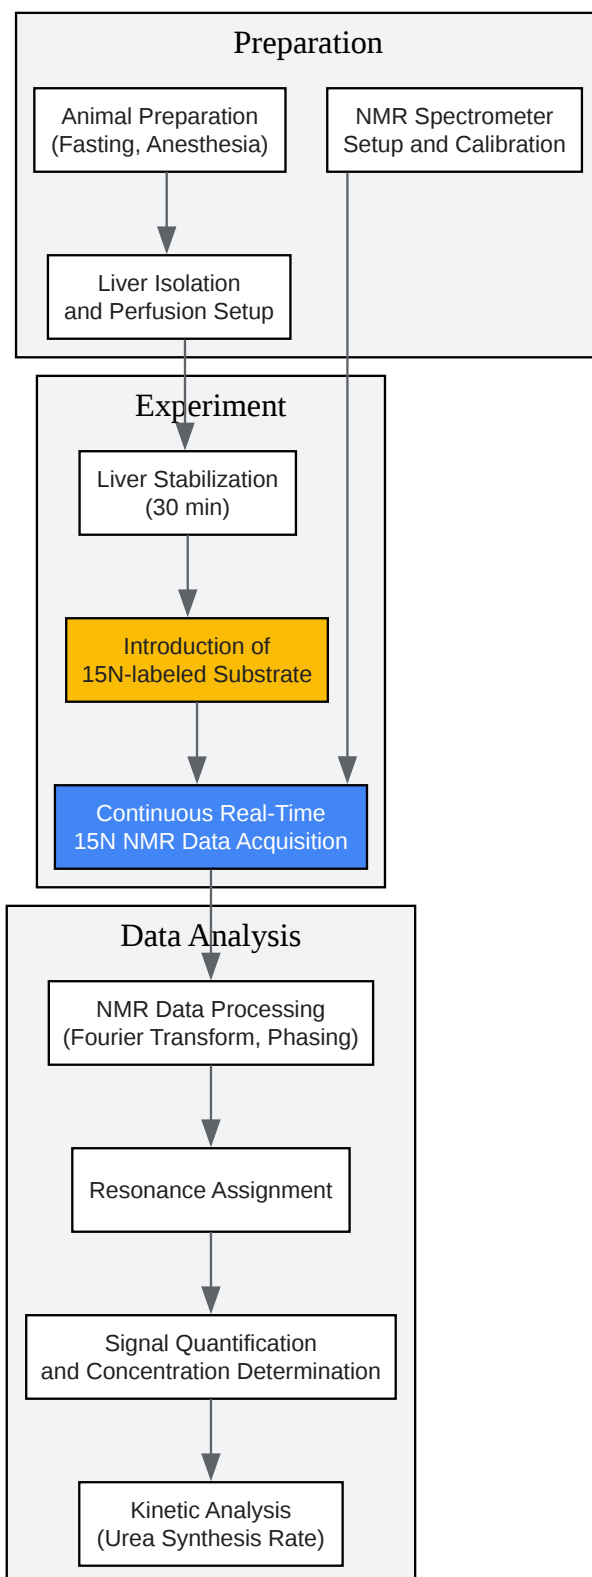 Preparation
Animal Preparation
(Fasting, Anesthesia)
NMR Spectrometer
Setup and Calibration
Liver Isolation
and Perfusion Setup
Experiment
Liver Stabilization
(30 min)
Introduction of
15N-labeled Substrate
Continuous Real-Time
15N NMR Data Acquisition
Data Analysis
NMR Data Processing
(Fourier Transform, Phasing)
Resonance Assignment
Signal Quantification
and Concentration Determination
Kinetic Analysis
(Urea Synthesis Rate)